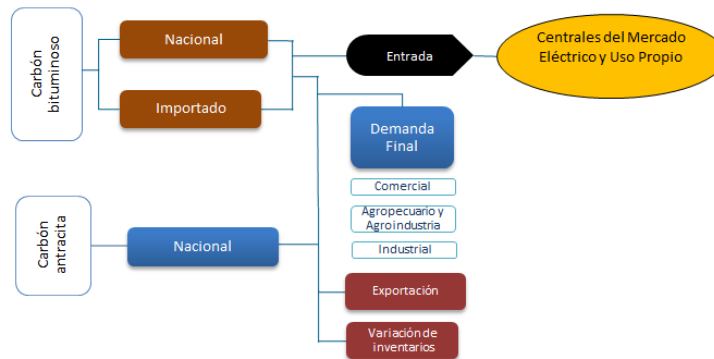 Carbón
bituminoso
Nacional
Importado
Entrada
Centrales del Mercado
Eléctrico y Uso Propio
Demanda
Final
Comercial
Agropecuario y
Agroindustria
Industrial
Carbón
antracita
Nacional
Exportación
Variación de
inventarios